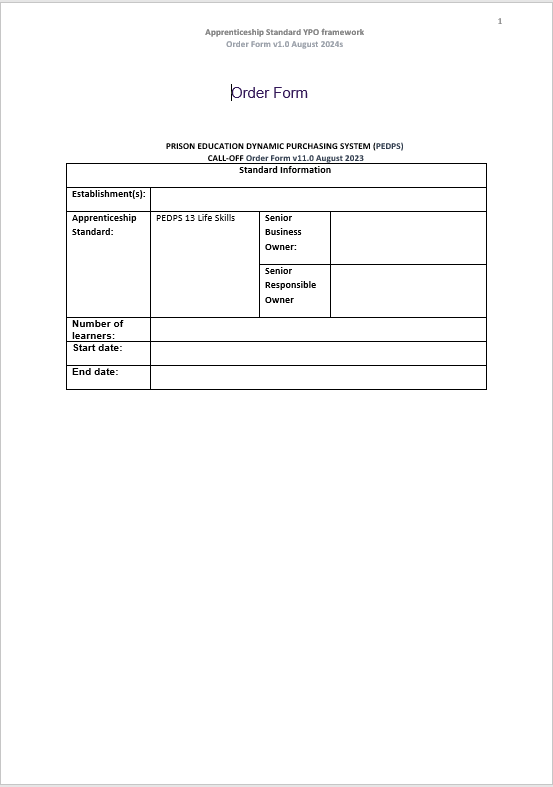 1
Apprenticeship Standard YPO framework
Order Form v1.0 August 2024s
Order Form
PRISON EDUCATION DYNAMIC PURCHASING SYSTEM (PEDPS)
CALL-OFF Order Form v11.0 August 2023
Standard Information
Establishment(s):
Apprenticeship
Standard:
PEDPS 13 Life Skills
Senior
Business
Owner:
Senior
Responsible
Owner
Number of
learners:
Start date:
End date: